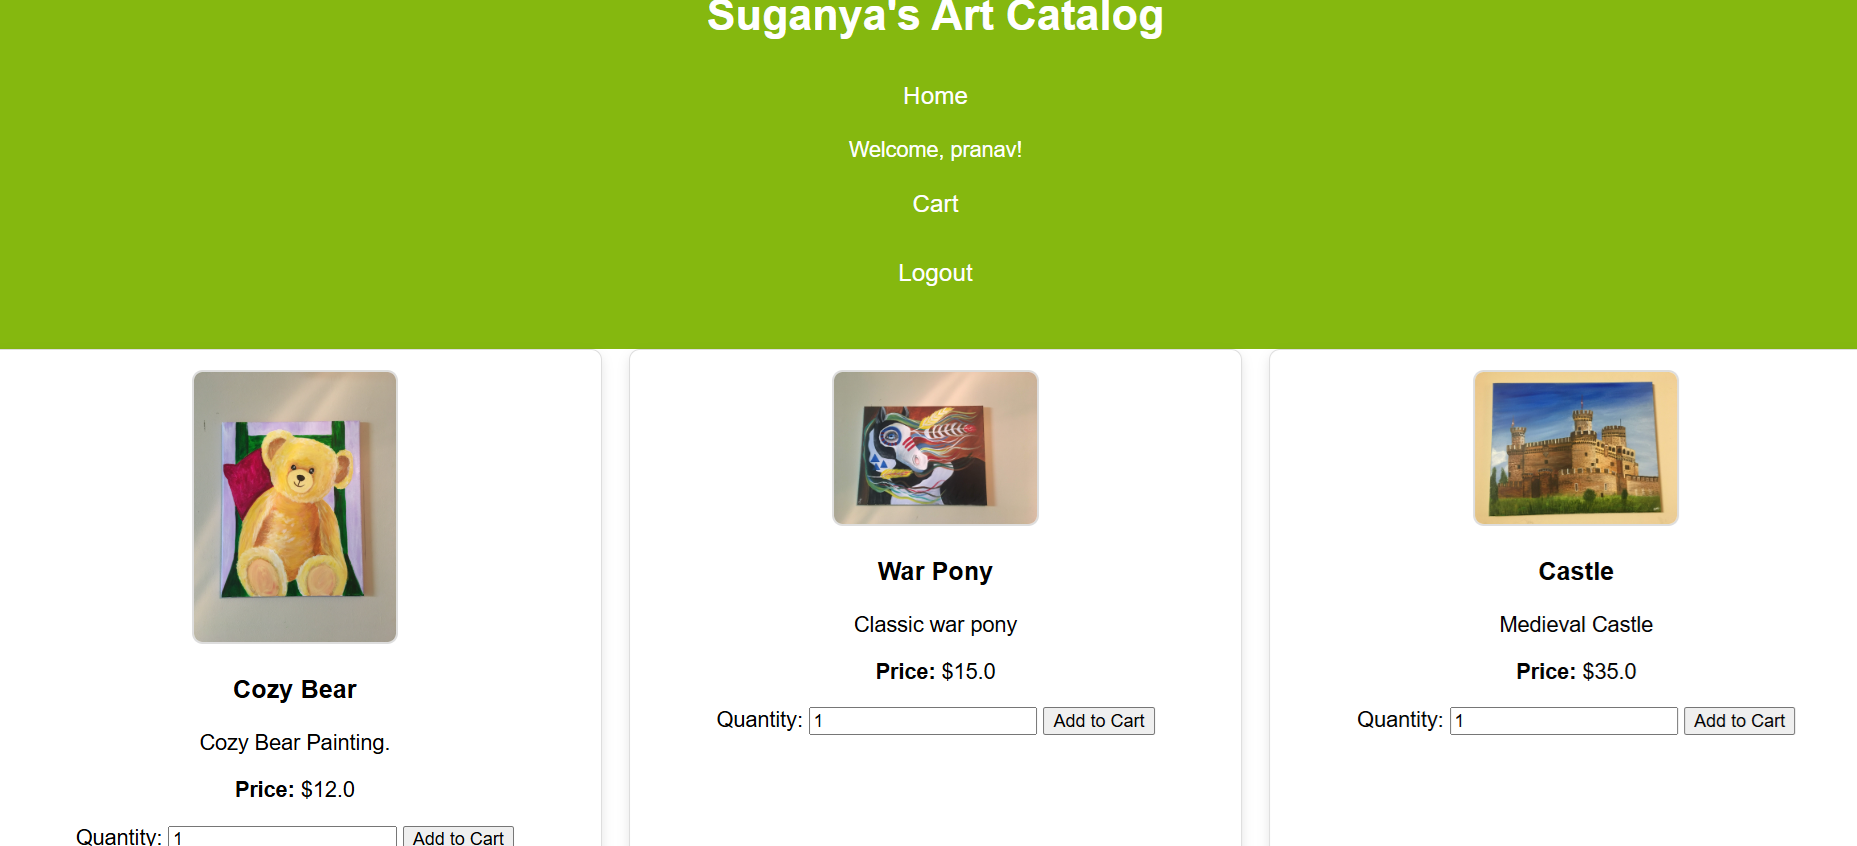 Suganya's Art Catalog
Home
Welcome, pranav!
Cart
Logout
Cozy Bear
Cozy Bear Painting.
Price: $12.0
Quantity: 1 Add to Cart
War Pony
Classic war pony
Price: $15.0
Quantity: 1 Add to Cart
Castle
Medieval Castle
Price: $35.0
Quantity: 1 Add to Cart